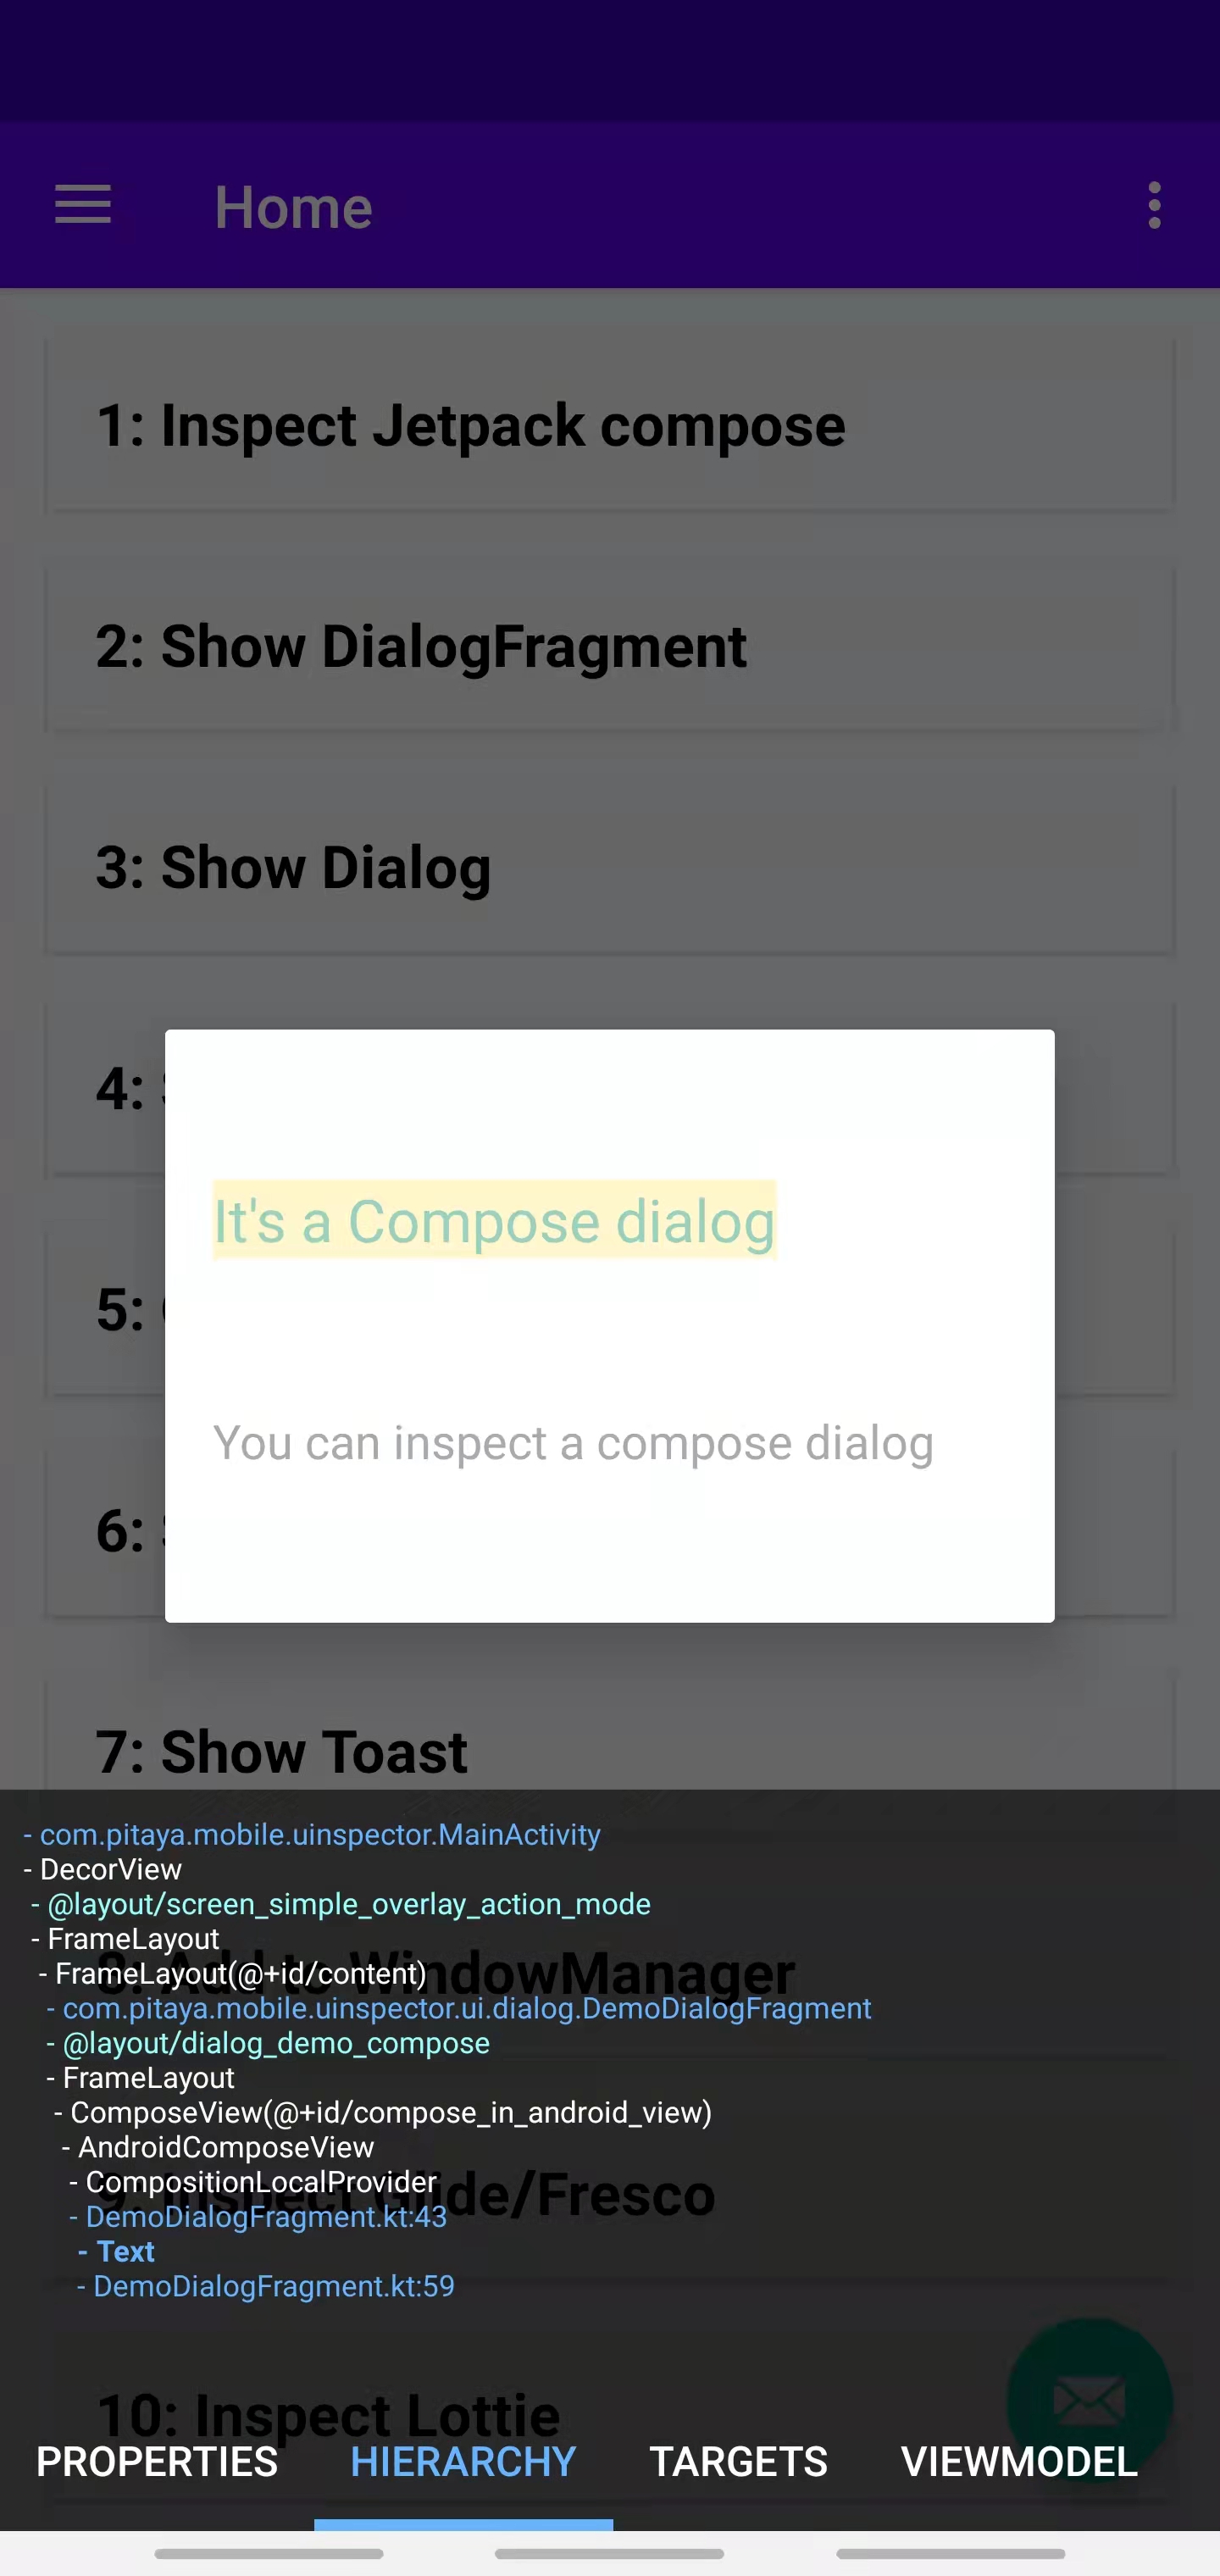 Home
1: Inspect Jetpack compose
2: Show DialogFragment
3: Show Dialog
4:
It's a Compose dialog
5:
You can inspect a compose dialog
6:
7: Show Toast
- com.pitaya.mobile.uinspector.MainActivity
- DecorView
- @layout/screen_simple_overlay_action_mode
- FrameLayout
8: Add to WindowManager
- FrameLayout(@+id/content)
- com.pitaya.mobile.uinspector.ui.dialog.DemoDialogFragment
- @layout/dialog_demo_compose
- FrameLayout
- ComposeView(@+id/compose_in_android_view)
- AndroidComposeView
- CompositionLocalProvider
9: Inspect Glide/Fresco
- DemoDialogFragment.kt:43
- Text
- DemoDialogFragment.kt:59
10: Inspect Lottie
PROPERTIES HIERARCHY TARGETS VIEWMODEL